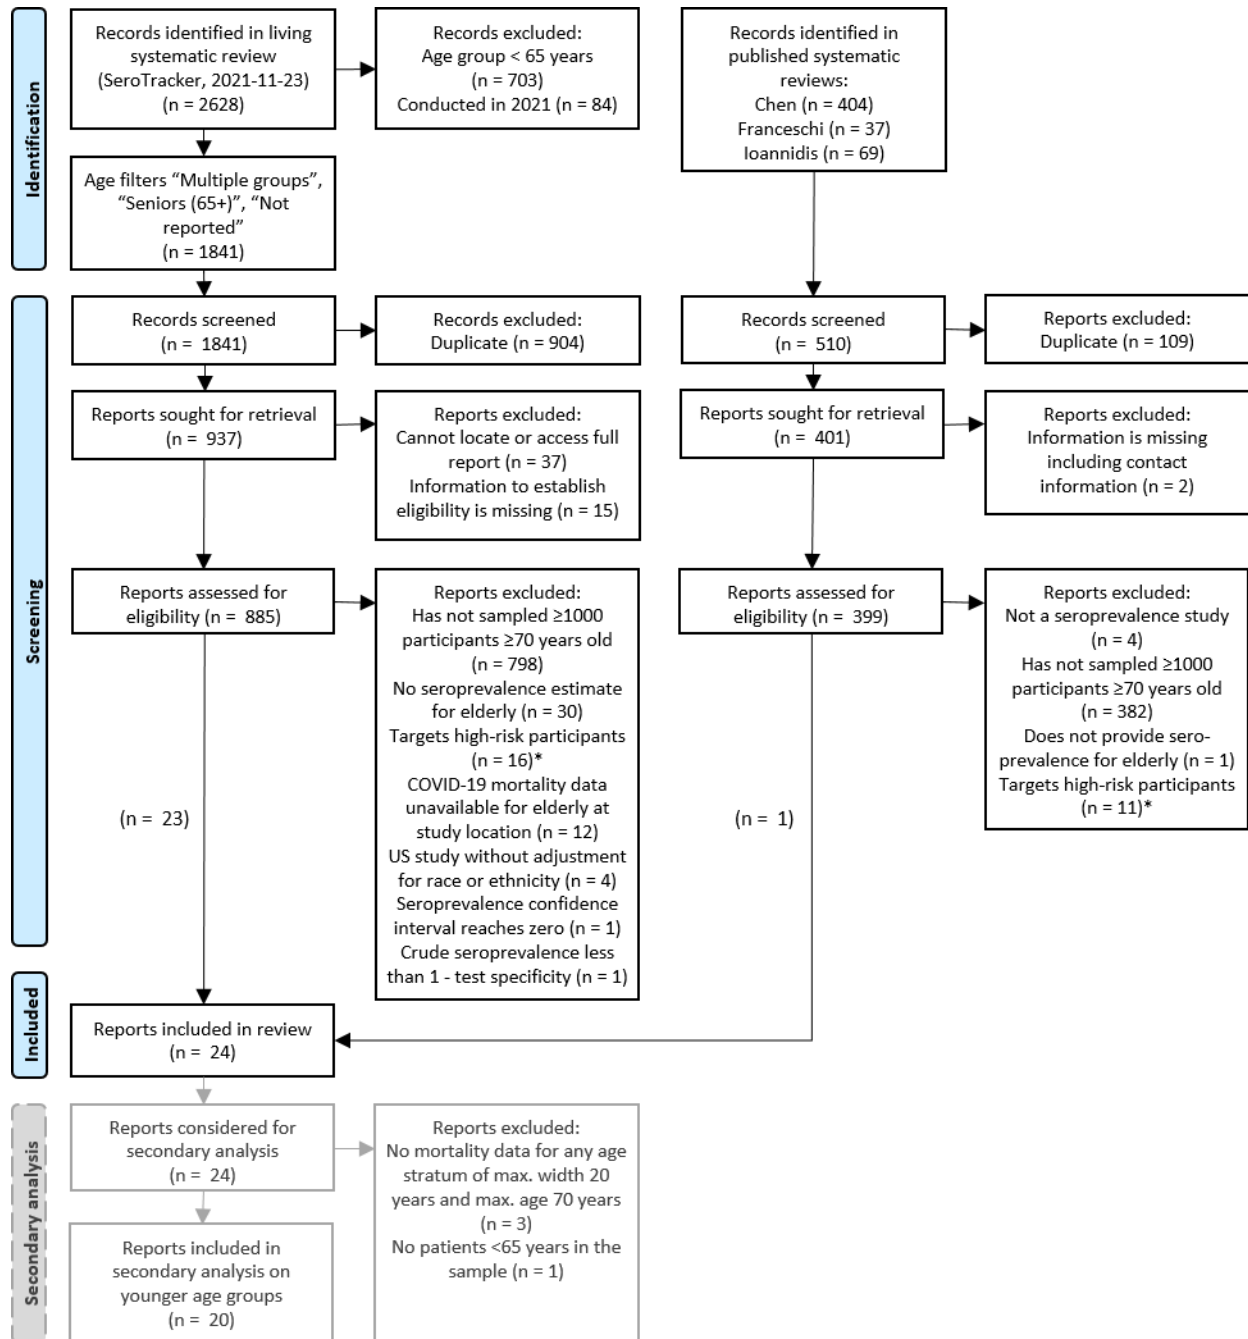 Identification
Records identified in living
systematic review
(SeroTracker, 2021-11-23)
(n = 2628)
Records excluded:
Age group < 65 years
(n = 703)
Conducted in 2021 (n = 84)
Records identified in
published systematic
reviews:
Chen (n = 404)
Franceschi (n = 37)
Ioannidis (n = 69)
Age filters “Multiple groups”,
“Seniors (65+)”, “Not
reported”
(n = 1841)
Screening
Records screened
(n = 1841)
Records excluded:
Duplicate (n = 904)
Records screened
(n = 510)
Reports excluded:
Duplicate (n = 109)
Reports sought for retrieval
(n = 937)
Reports excluded:
Cannot locate or access full
report (n = 37)
Information to establish
eligibility is missing (n = 15)
Reports sought for retrieval
(n = 401)
Reports excluded:
Information is missing
including contact
information (n = 2)
Reports assessed for
eligibility (n = 885)
Reports excluded:
Has not sampled ≥1000
participants ≥70 years old
(n = 798)
No seroprevalence estimate
for elderly (n = 30)
Targets high-risk participants
(n = 16)*
COVID-19 mortality data
unavailable for elderly at
study location (n = 12)
US study without adjustment
for race or ethnicity (n = 4)
Seroprevalence confidence
interval reaches zero (n = 1)
Crude seroprevalence less
than 1 - test specificity (n = 1)
Reports assessed for
eligibility (n = 399)
Reports excluded:
Not a seroprevalence study
(n = 4)
Has not sampled ≥1000
participants ≥70 years old
(n = 382)
Does not provide sero-
prevalence for elderly (n = 1)
Targets high-risk participants
(n = 11)*
(n = 23)
(n = 1)
Included
Reports included in review
(n = 24)
Secondary analysis
Reports considered for
secondary analysis
(n = 24)
Reports excluded:
No mortality data for any age
stratum of max. width 20
years and max. age 70 years
(n = 3)
No patients <65 years in the
sample (n = 1)
Reports included in
secondary analysis on
younger age groups
(n = 20)